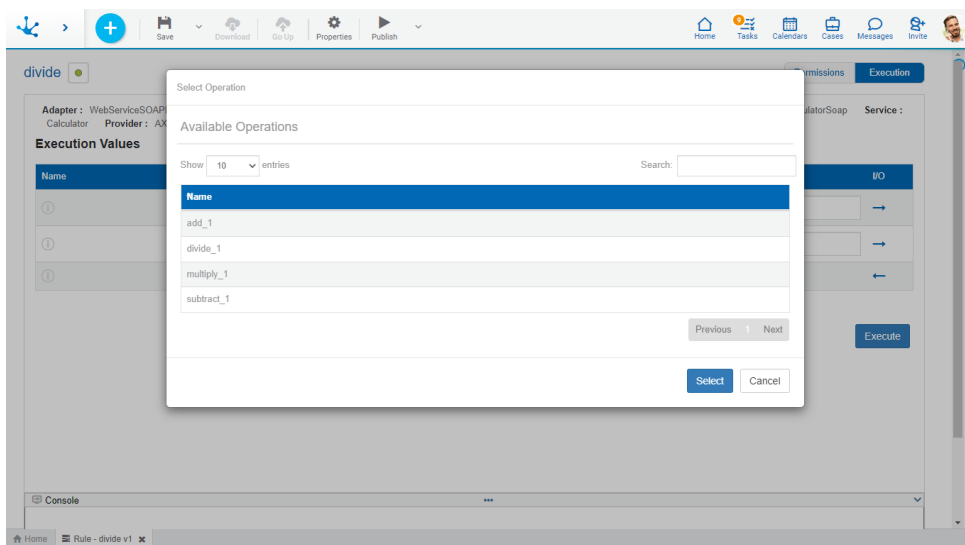 Save Download Go Up Properties Publish Home Tasks Calendars Cases Messages Invite
9
divide Execution
Select Operation
Adapter : WebServiceSOAP Service :
Calculator Provider : AX
Execution Values
Available Operations
Show 10 entries Search:
Name I/O
Name
add_1
divide_1
multiply_1
subtract_1
Previous 1 Next
Execute
Select Cancel
Console
Home Rule - divide v1